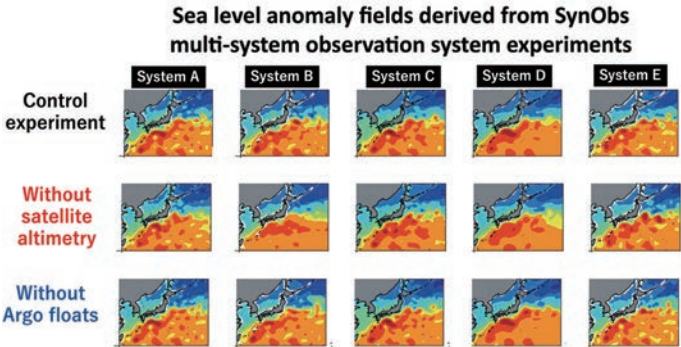 Sea level anomaly fields derived from SynObs
multi-system observation system experiments
System A System B System C System D System E
Control
experiment
Without
satellite
altimetry
Without
Argo floats